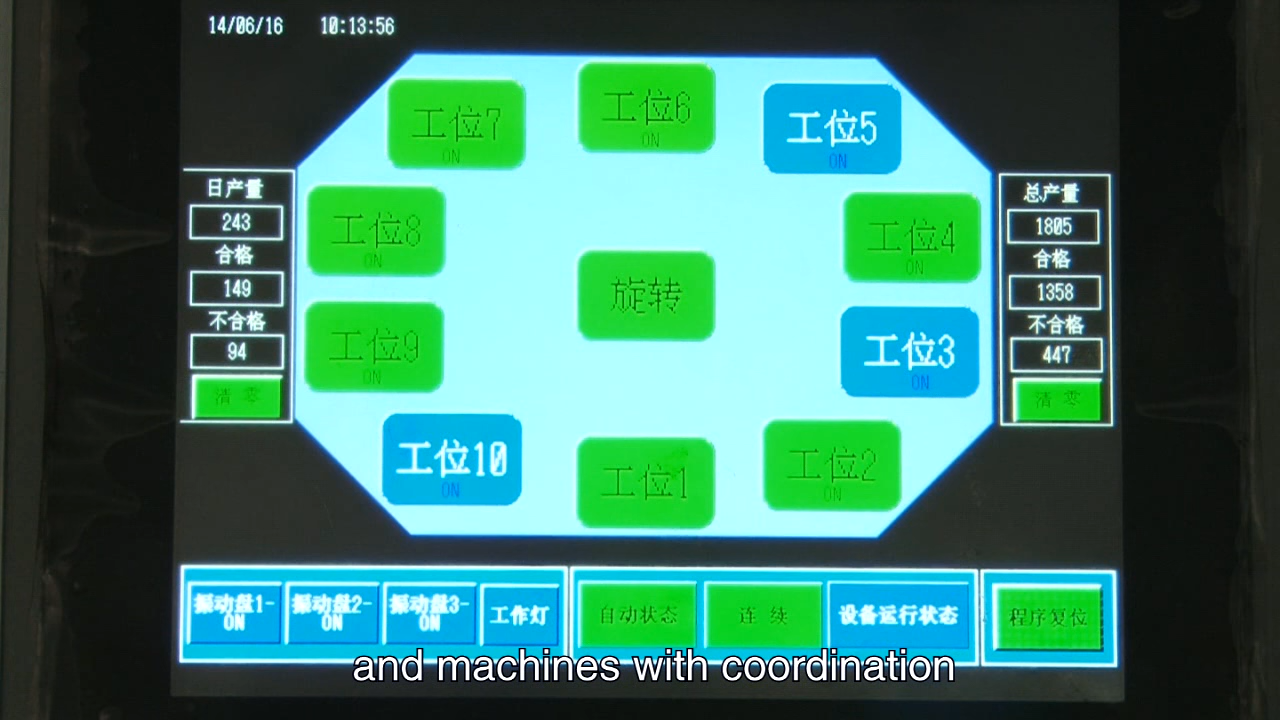 14/06/16 10:13:56
工位7 ON
工位6 ON
工位5 ON
工位8 ON
工位4 ON
旋转
工位9 ON
工位3 ON
工位10 ON
工位1
工位2 ON
日产量
243
合格
149
不合格
94
清 零
总产量
1805
合格
1358
不合格
447
清 零
振动盘1-
ON
振动盘2-
ON
振动盘3-
ON
工作灯
自动状态
连 续
设备运行状态
程序复位
and machines with coordination